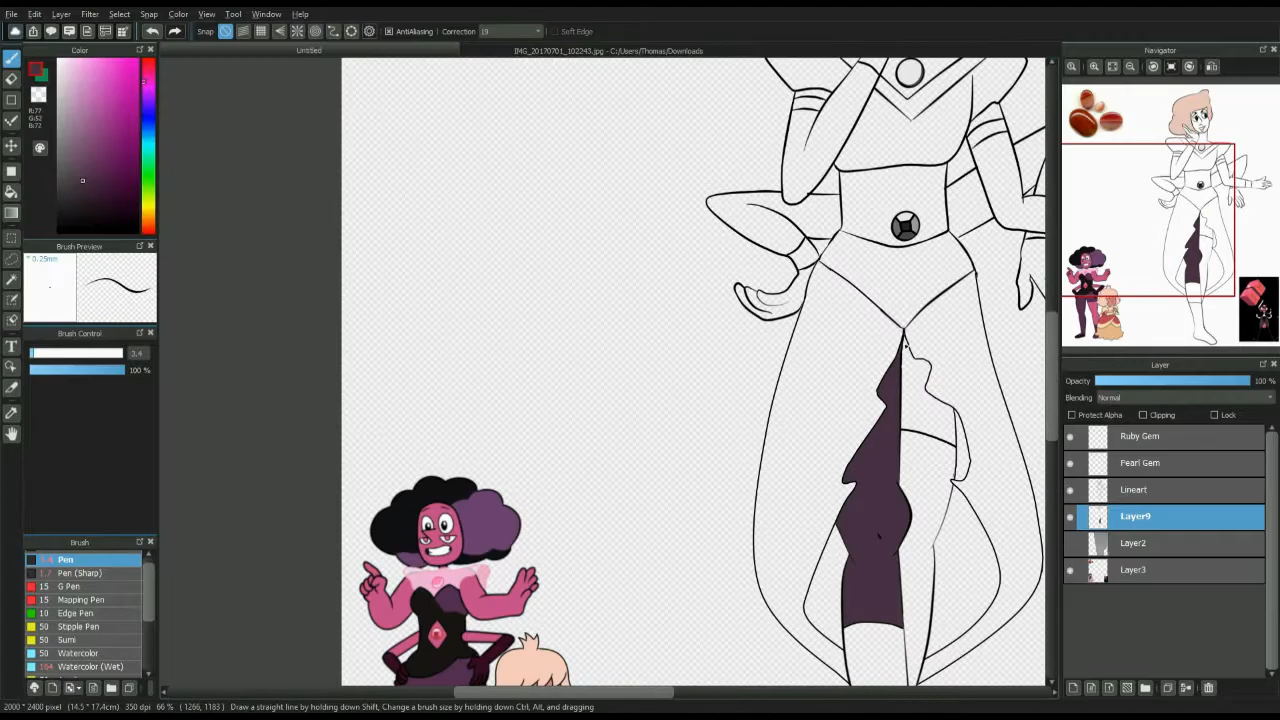 File Edit Layer Filter Select Snap Color View Tool Window Help
Snap AntiAliasing Correction 19 Soft Edge
Color Untitled IMG_20170701_102243.jpg - C:/Users/Thomas/Downloads Navigator
R:77
G:52
B:72
Brush Preview
* 0.25mm
Brush Control
3.4
100 %
Brush
3.4 Pen
1.7 Pen (Sharp)
15 G Pen
15 Mapping Pen
10 Edge Pen
50 Stipple Pen
50 Sumi
50 Watercolor
164 Watercolor (Wet)
Layer
Opacity 100 %
Blending Normal
Protect Alpha Clipping Lock
Ruby Gem
Pearl Gem
Lineart
Layer9
Layer2
Layer3
2000 * 2400 pixel (14.5 * 17.4cm) 350 dpi 66 % ( 1266, 1183 ) Draw a straight line by holding down Shift, Change a brush size by holding down Ctrl, Alt, and dragging